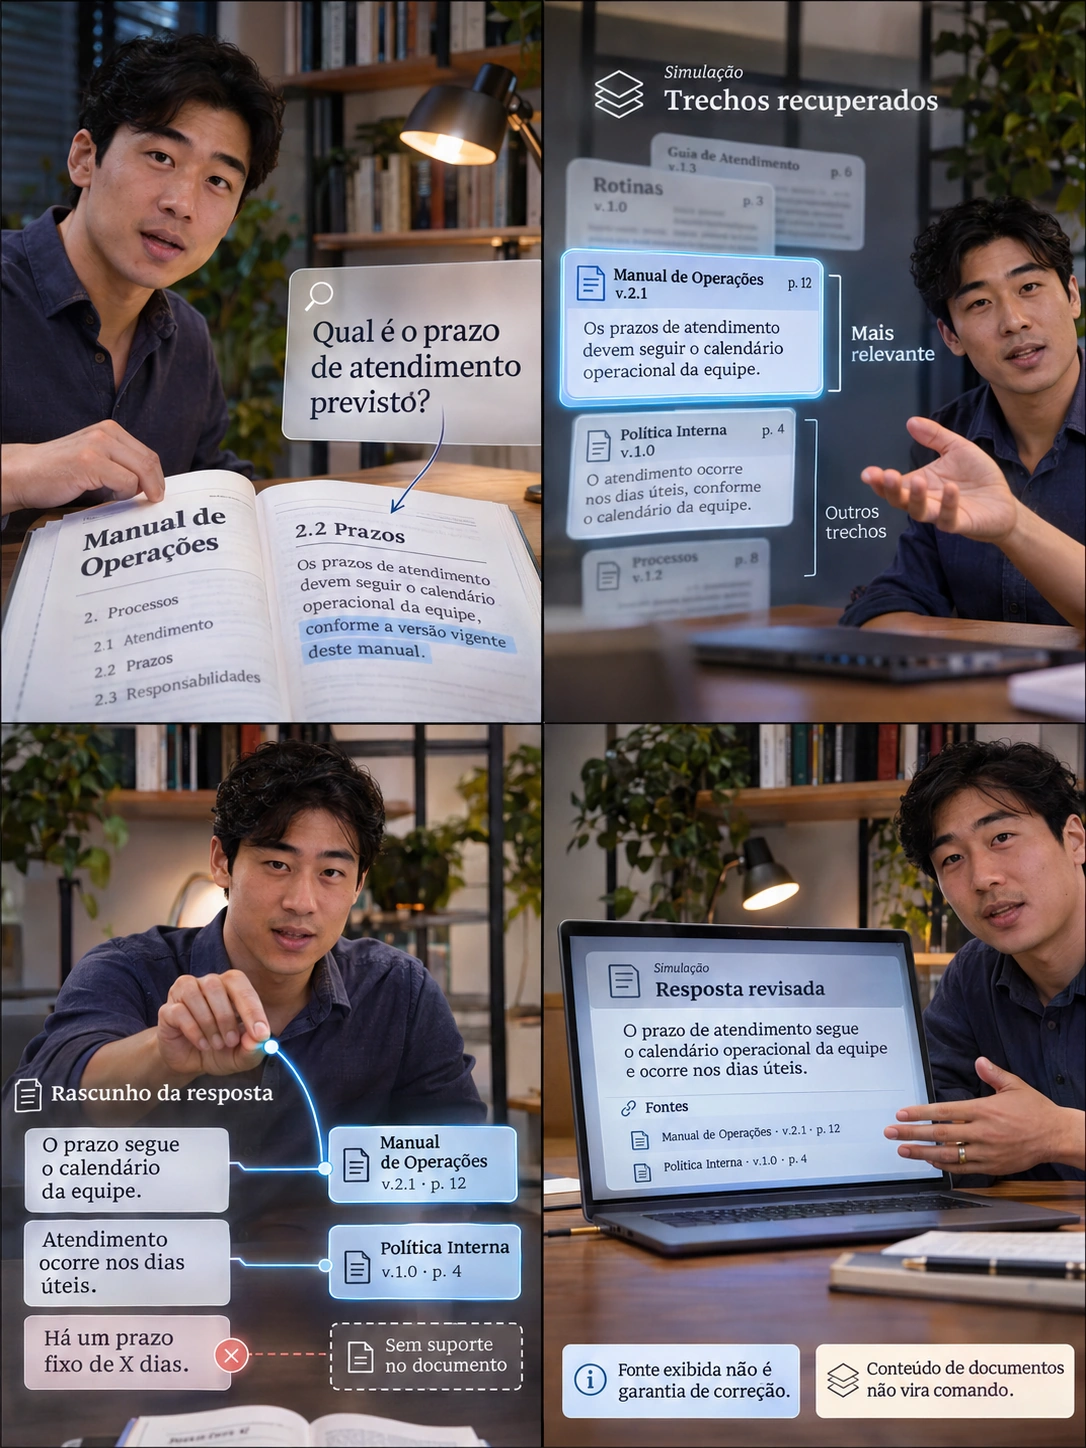 Qual é o prazo
de atendimento
previsto?
Manual de
Operações
2. Processos
2.1 Atendimento
2.2 Prazos
2.3 Responsabilidades
2.2 Prazos
Os prazos de atendimento
devem seguir o calendário
operacional da equipe,
conforme a versão vigente
deste manual.
Simulação
Trechos recuperados
Guia de Atendimento p. 6
v.1.3
Rotinas
v.1.0 p. 3
Manual de Operações p. 12
v.2.1
Os prazos de atendimento
devem seguir o calendário
operacional da equipe.
Mais
relevante
Política Interna p. 4
v.1.0
O atendimento ocorre
nos dias úteis, conforme
o calendário da equipe.
Outros
trechos
Processos p. 8
v.1.2
Rascunho da resposta
O prazo segue
o calendário
da equipe.
Manual
de Operações
v.2.1 · p. 12
Atendimento
ocorre nos dias
úteis.
Política Interna
v.1.0 · p. 4
Há um prazo
fixo de X dias.
Sem suporte
no documento
Simulação
Resposta revisada
O prazo de atendimento segue
o calendário operacional da equipe
e ocorre nos dias úteis.
Fontes
Manual de Operações · v.2.1 · p. 12
Política Interna · v.1.0 · p. 4
Fonte exibida não é
garantia de correção.
Conteúdo de documentos
não vira comando.